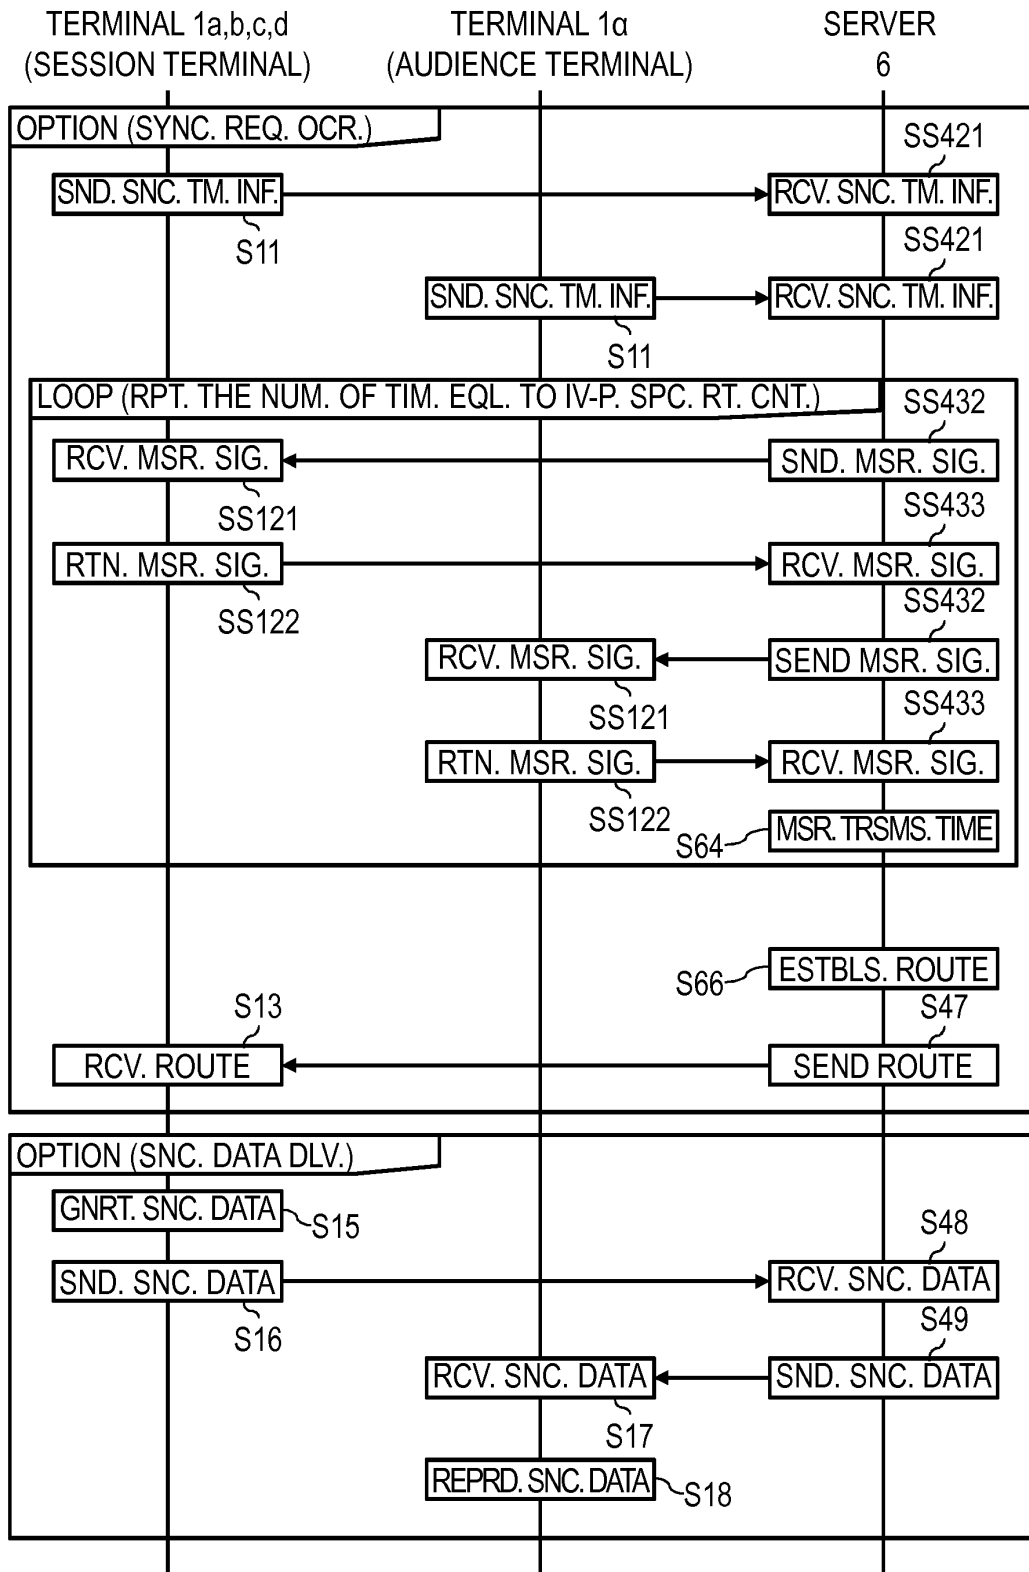 TERMINAL 1a,b,c,d
(SESSION TERMINAL)
TERMINAL 1α
(AUDIENCE TERMINAL)
SERVER
6
OPTION (SYNC. REQ. OCR.)
SS421
SND. SNC. TM. INF.
RCV. SNC. TM. INF.
S11
SS421
SND. SNC. TM. INF.
RCV. SNC. TM. INF.
S11
LOOP (RPT. THE NUM. OF TIM. EQL. TO IV-P. SPC. RT. CNT.)
SS432
RCV. MSR. SIG.
SND. MSR. SIG.
SS121
SS433
RTN. MSR. SIG.
RCV. MSR. SIG.
SS122
SS432
RCV. MSR. SIG.
SEND MSR. SIG.
SS121
SS433
RTN. MSR. SIG.
RCV. MSR. SIG.
SS122
S64
MSR. TRSMS. TIME
S66
ESTBLS. ROUTE
S13
S47
RCV. ROUTE
SEND ROUTE
OPTION (SNC. DATA DLV.)
GNRT. SNC. DATA
S15
S48
SND. SNC. DATA
RCV. SNC. DATA
S16
S49
RCV. SNC. DATA
SND. SNC. DATA
S17
REPRD. SNC. DATA
S18